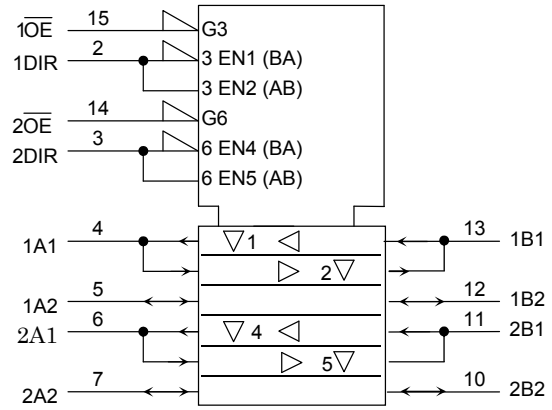 1O̅E̅ 15 G3
1DIR 2 3 EN1 (BA)
3 EN2 (AB)
2O̅E̅ 14 G6
2DIR 3 6 EN4 (BA)
6 EN5 (AB)
1A1 4 ▽1 ◁ 13 1B1
▷ 2▽
1A2 5 12 1B2
2A1 6 ▽4 ◁ 11 2B1
▷ 5▽
2A2 7 10 2B2